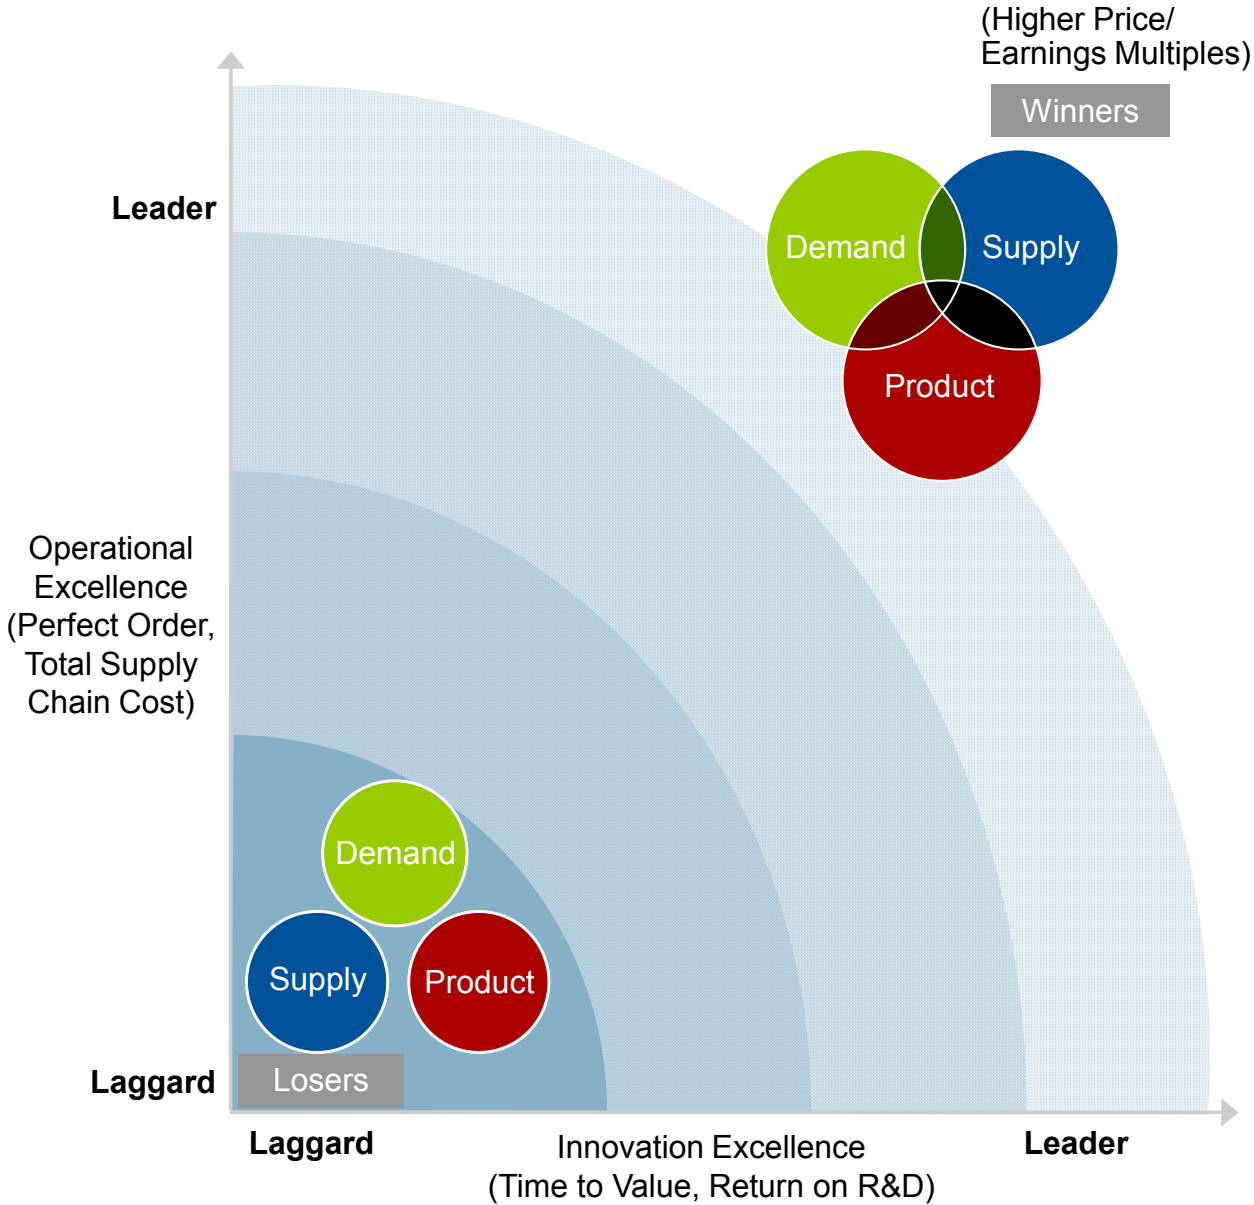 (Higher Price/
Earnings Multiples)
Winners
Leader
Demand
Supply
Product
Operational
Excellence
(Perfect Order,
Total Supply
Chain Cost)
Demand
Supply
Product
Laggard
Losers
Laggard
Innovation Excellence
(Time to Value, Return on R&D)
Leader